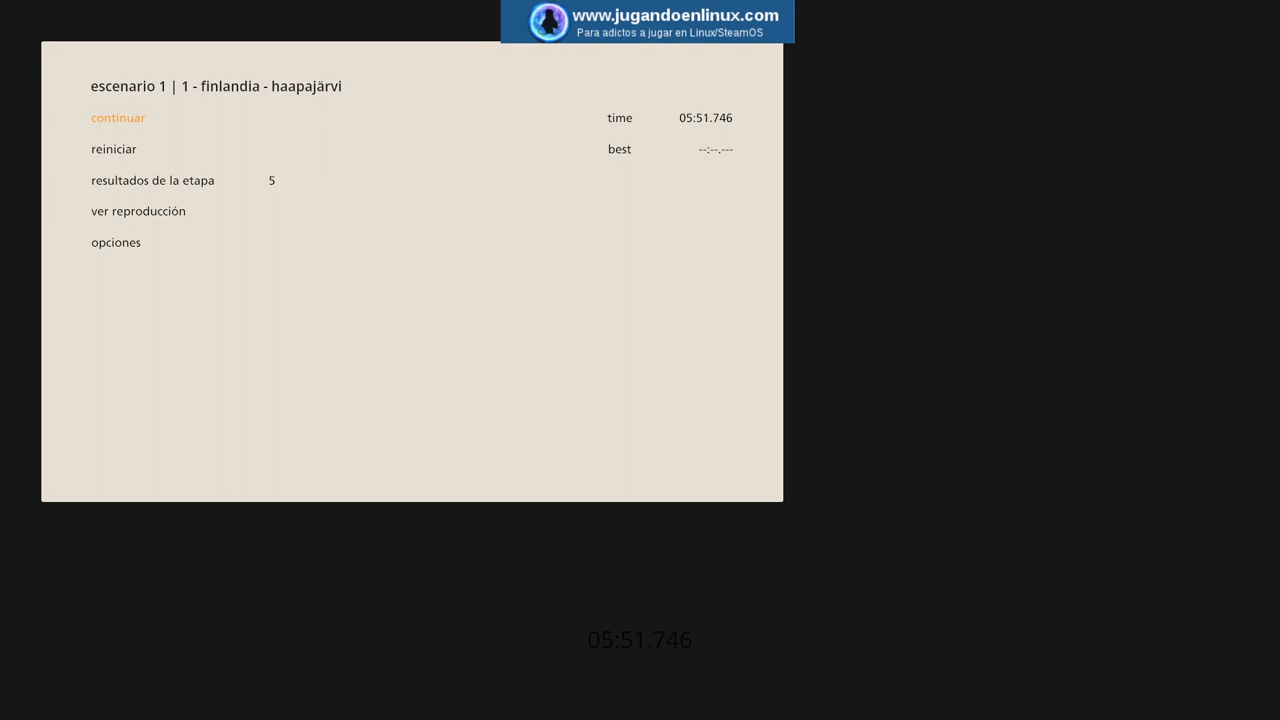 www.jugandoenlinux.com
Para adictos a jugar en Linux/SteamOS
escenario 1 | 1 - finlandia - haapajärvi
continuar time 05:51.746
reiniciar best --:--.---
resultados de la etapa 5
ver reproducción
opciones
05:51.746